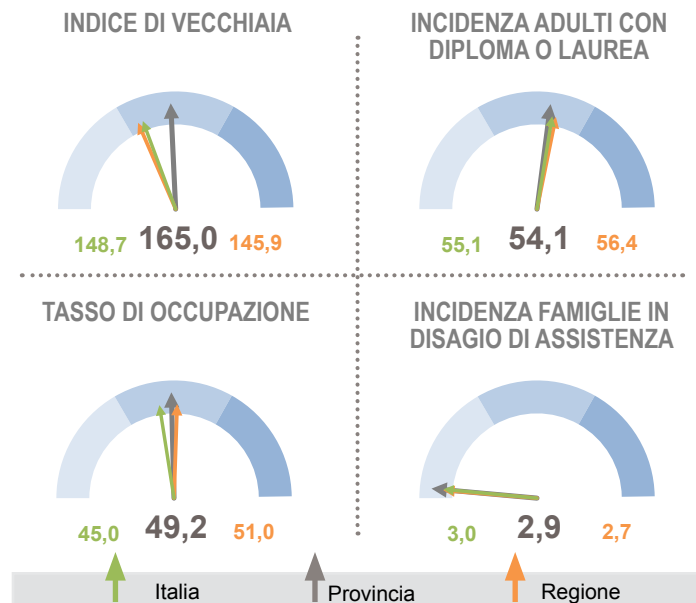 INDICE DI VECCHIAIA
148,7 165,0 145,9
INCIDENZA ADULTI CON
DIPLOMA O LAUREA
55,1 54,1 56,4
TASSO DI OCCUPAZIONE
45,0 49,2 51,0
INCIDENZA FAMIGLIE IN
DISAGIO DI ASSISTENZA
3,0 2,9 2,7
Italia Provincia Regione